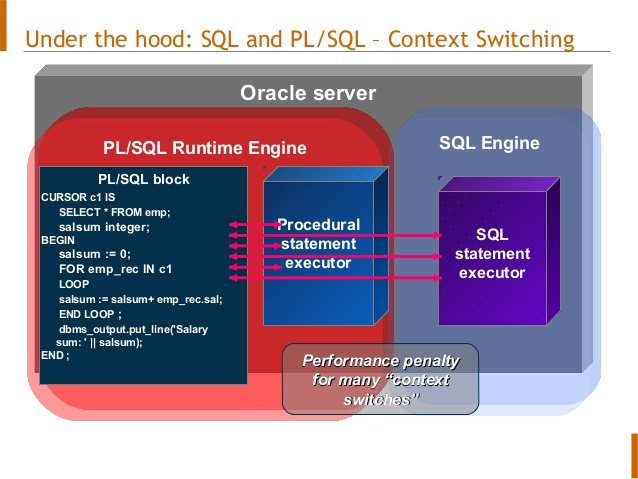 Under the hood: SQL and PL/SQL – Context Switching
Oracle server
PL/SQL Runtime Engine
SQL Engine
PL/SQL block
CURSOR c1 IS
SELECT * FROM emp;
salsum integer;
BEGIN
salsum := 0;
FOR emp_rec IN c1
LOOP
salsum := salsum+ emp_rec.sal;
END LOOP ;
dbms_output.put_line('Salary
sum: ' || salsum);
END ;
Procedural
statement
executor
SQL
statement
executor
Performance penalty
for many “context
switches”